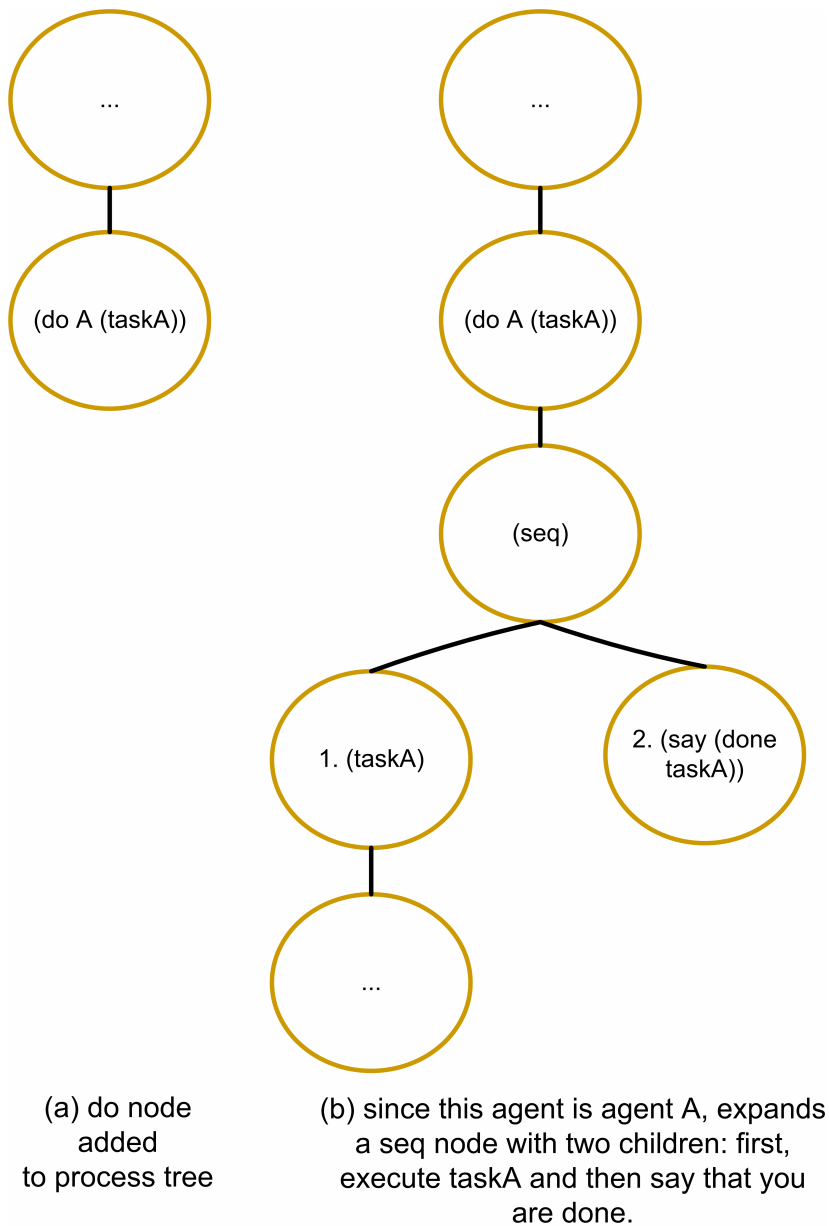 ...
(do A (taskA))
(a) do node
added
to process tree
...
(do A (taskA))
(seq)
1. (taskA)
2. (say (done
taskA))
...
(b) since this agent is agent A, expands
a seq node with two children: first,
execute taskA and then say that you
are done.